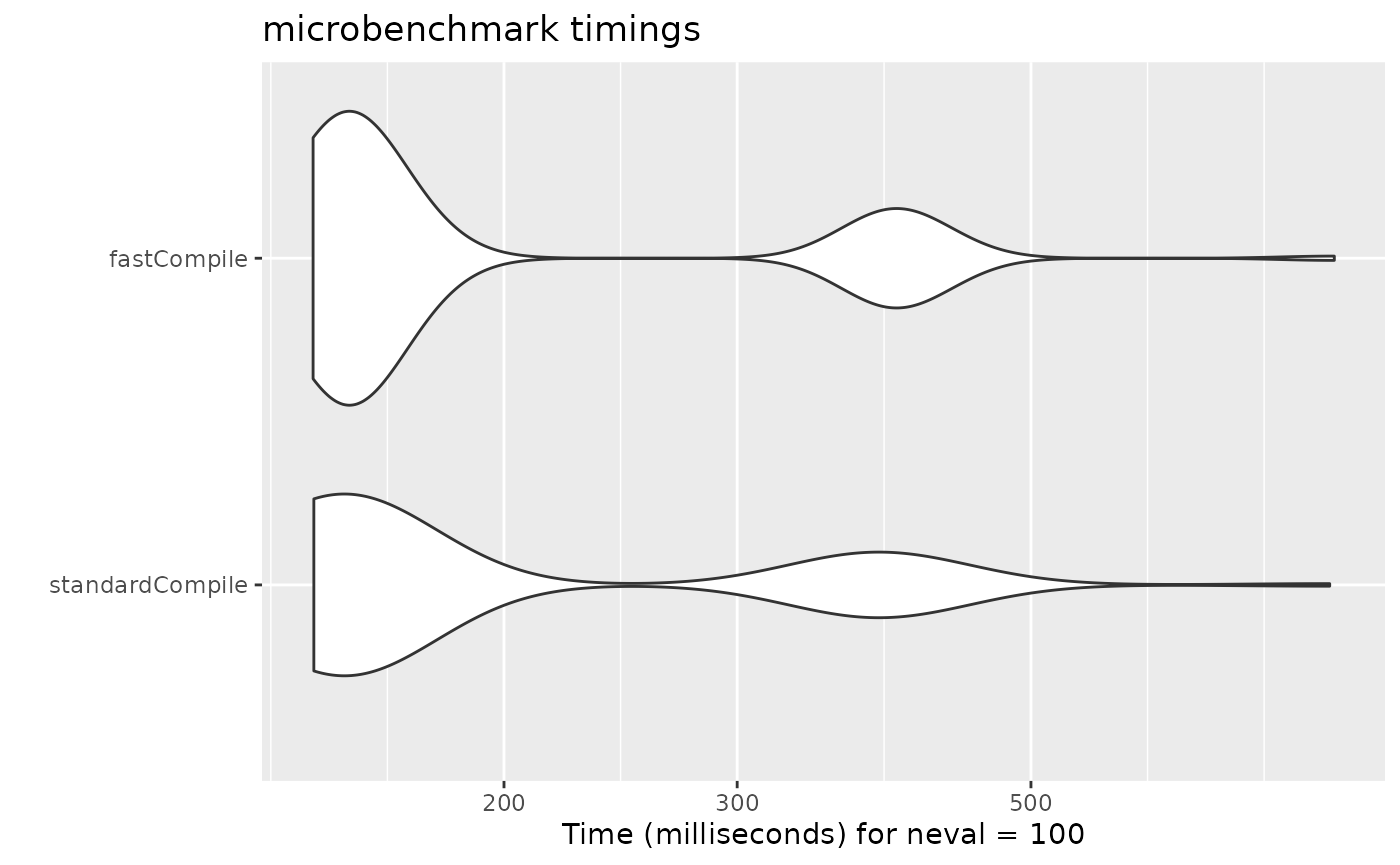 microbenchmark timings
fastCompile
standardCompile
200 300 500
Time (milliseconds) for neval = 100